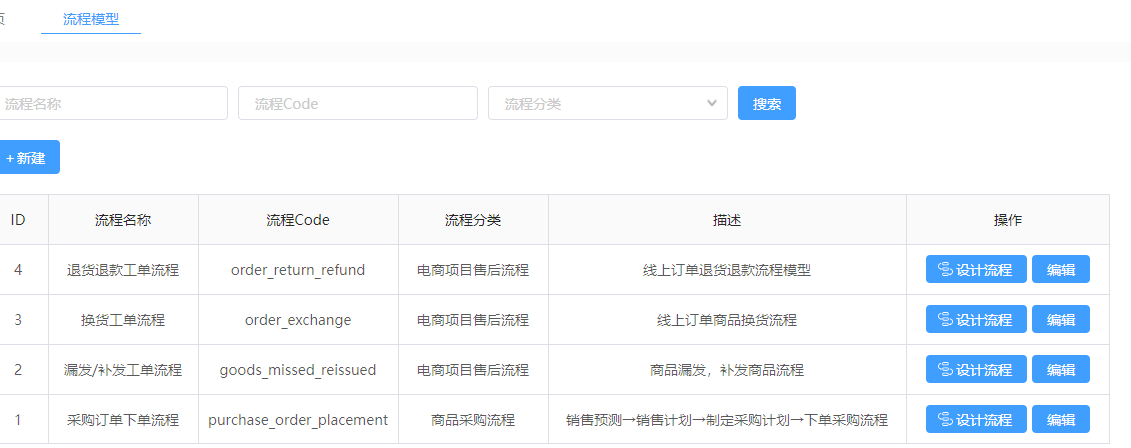 页 流程模型
流程名称 流程Code 流程分类 搜索
+ 新建
ID 流程名称 流程Code 流程分类 描述 操作
4 退货退款工单流程 order_return_refund 电商项目售后流程 线上订单退货退款流程模型 设计流程 编辑
3 换货工单流程 order_exchange 电商项目售后流程 线上订单商品换货流程 设计流程 编辑
2 漏发/补发工单流程 goods_missed_reissued 电商项目售后流程 商品漏发，补发商品流程 设计流程 编辑
1 采购订单下单流程 purchase_order_placement 商品采购流程 销售预测→销售计划→制定采购计划→下单采购流程 设计流程 编辑